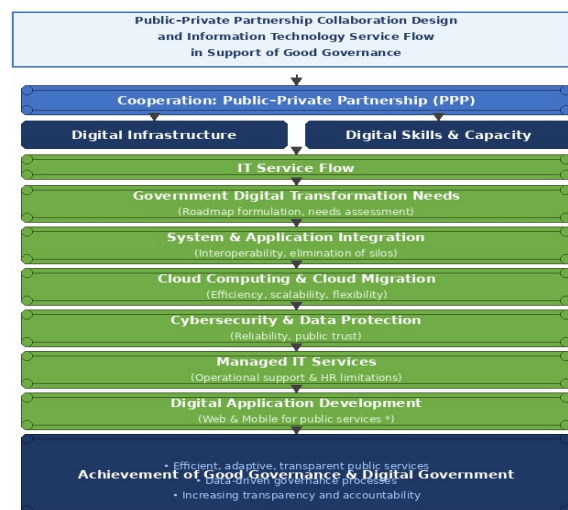 Public–Private Partnership Collaboration Design
and Information Technology Service Flow
in Support of Good Governance
Cooperation: Public–Private Partnership (PPP)
Digital Infrastructure
Digital Skills & Capacity
IT Service Flow
Government Digital Transformation Needs
(Roadmap formulation, needs assessment)
System & Application Integration
(Interoperability, elimination of silos)
Cloud Computing & Cloud Migration
(Efficiency, scalability, flexibility)
Cybersecurity & Data Protection
(Reliability, public trust)
Managed IT Services
(Operational support & HR limitations)
Digital Application Development
(Web & Mobile for public services *)
• Efficient, adaptive, transparent public services
Achievement of Good Governance & Digital Government
• Data-driven governance processes
• Increasing transparency and accountability